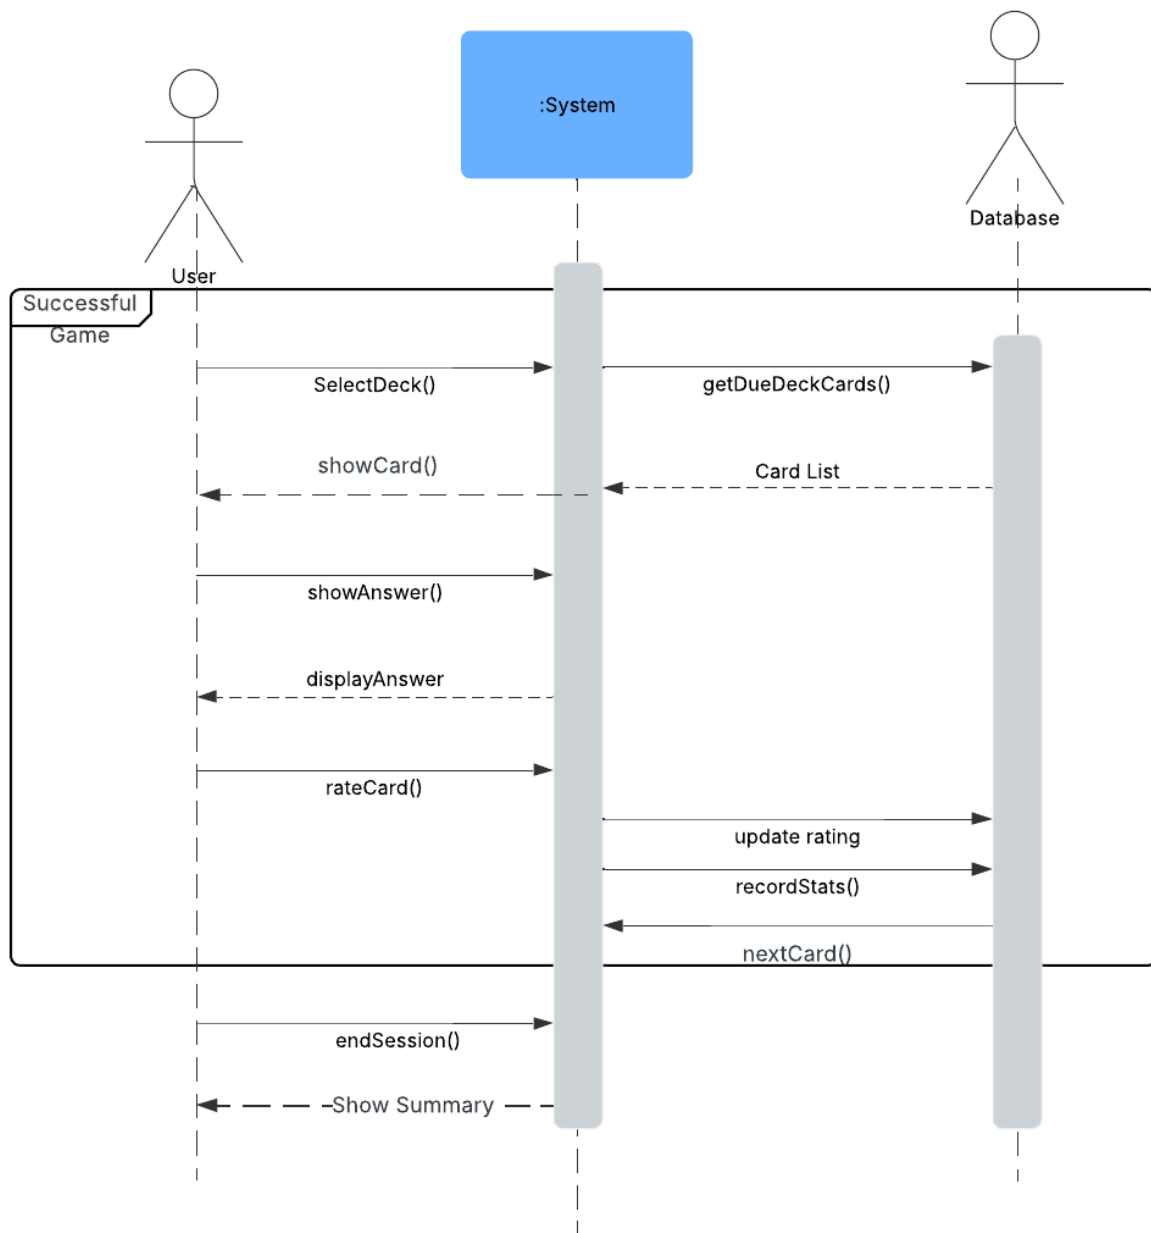 :System
Database
User
Successful
Game
SelectDeck()
getDueDeckCards()
showCard()
Card List
showAnswer()
displayAnswer
rateCard()
update rating
recordStats()
nextCard()
endSession()
Show Summary